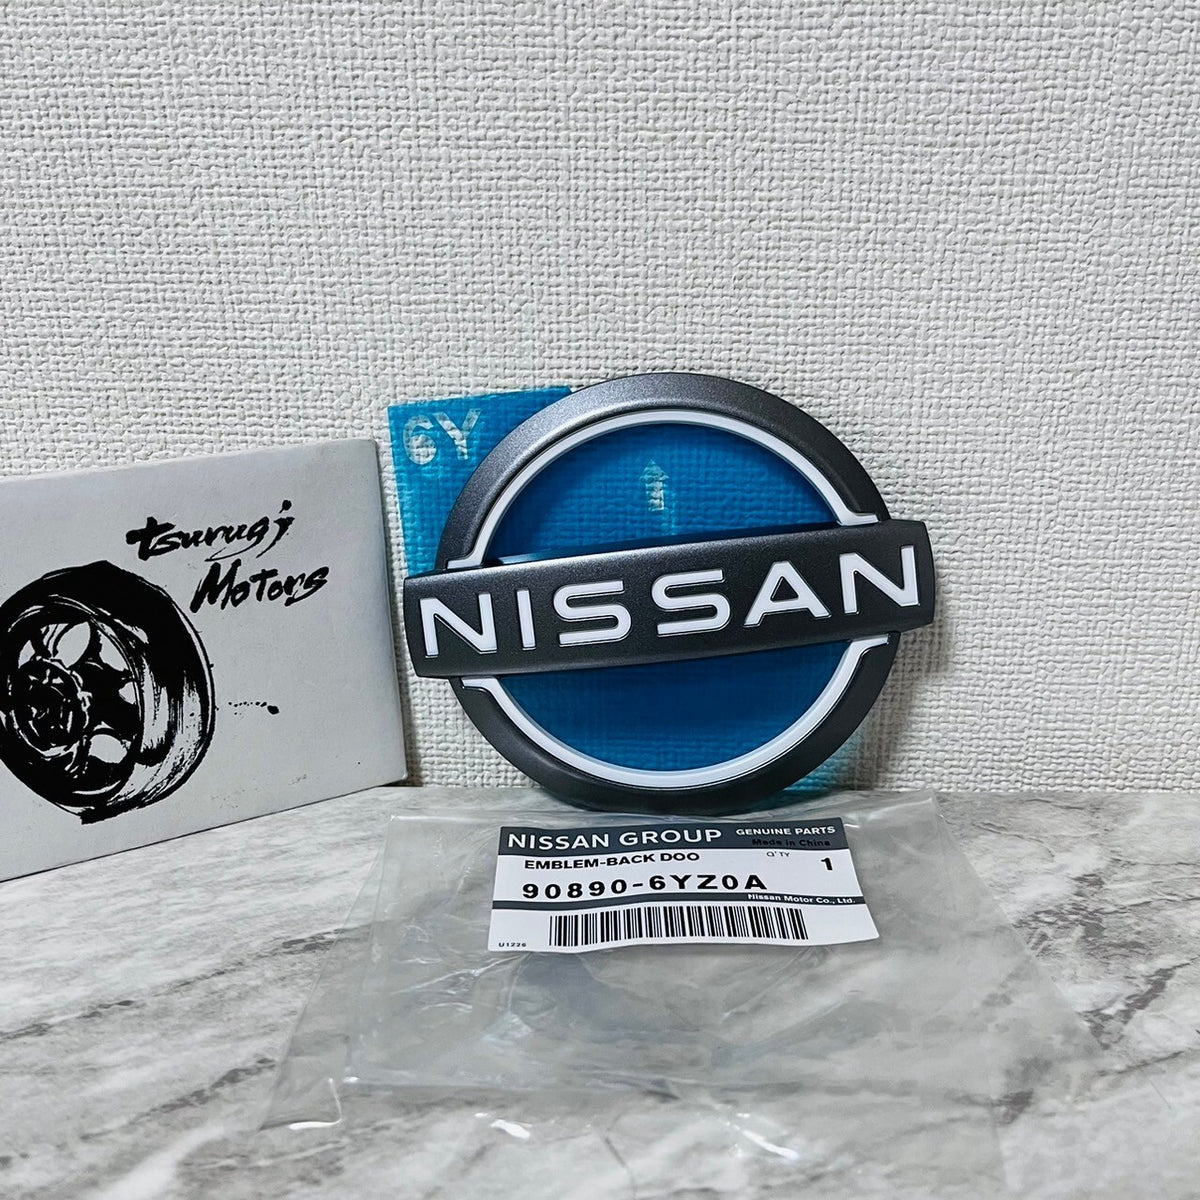 6Y
tsurugi
Motors
NISSAN
NISSAN GROUP GENUINE PARTS
Made in China
EMBLEM-BACK DOO Q'TY 1
90890-6YZ0A
Nissan Motor Co., Ltd.
U1226